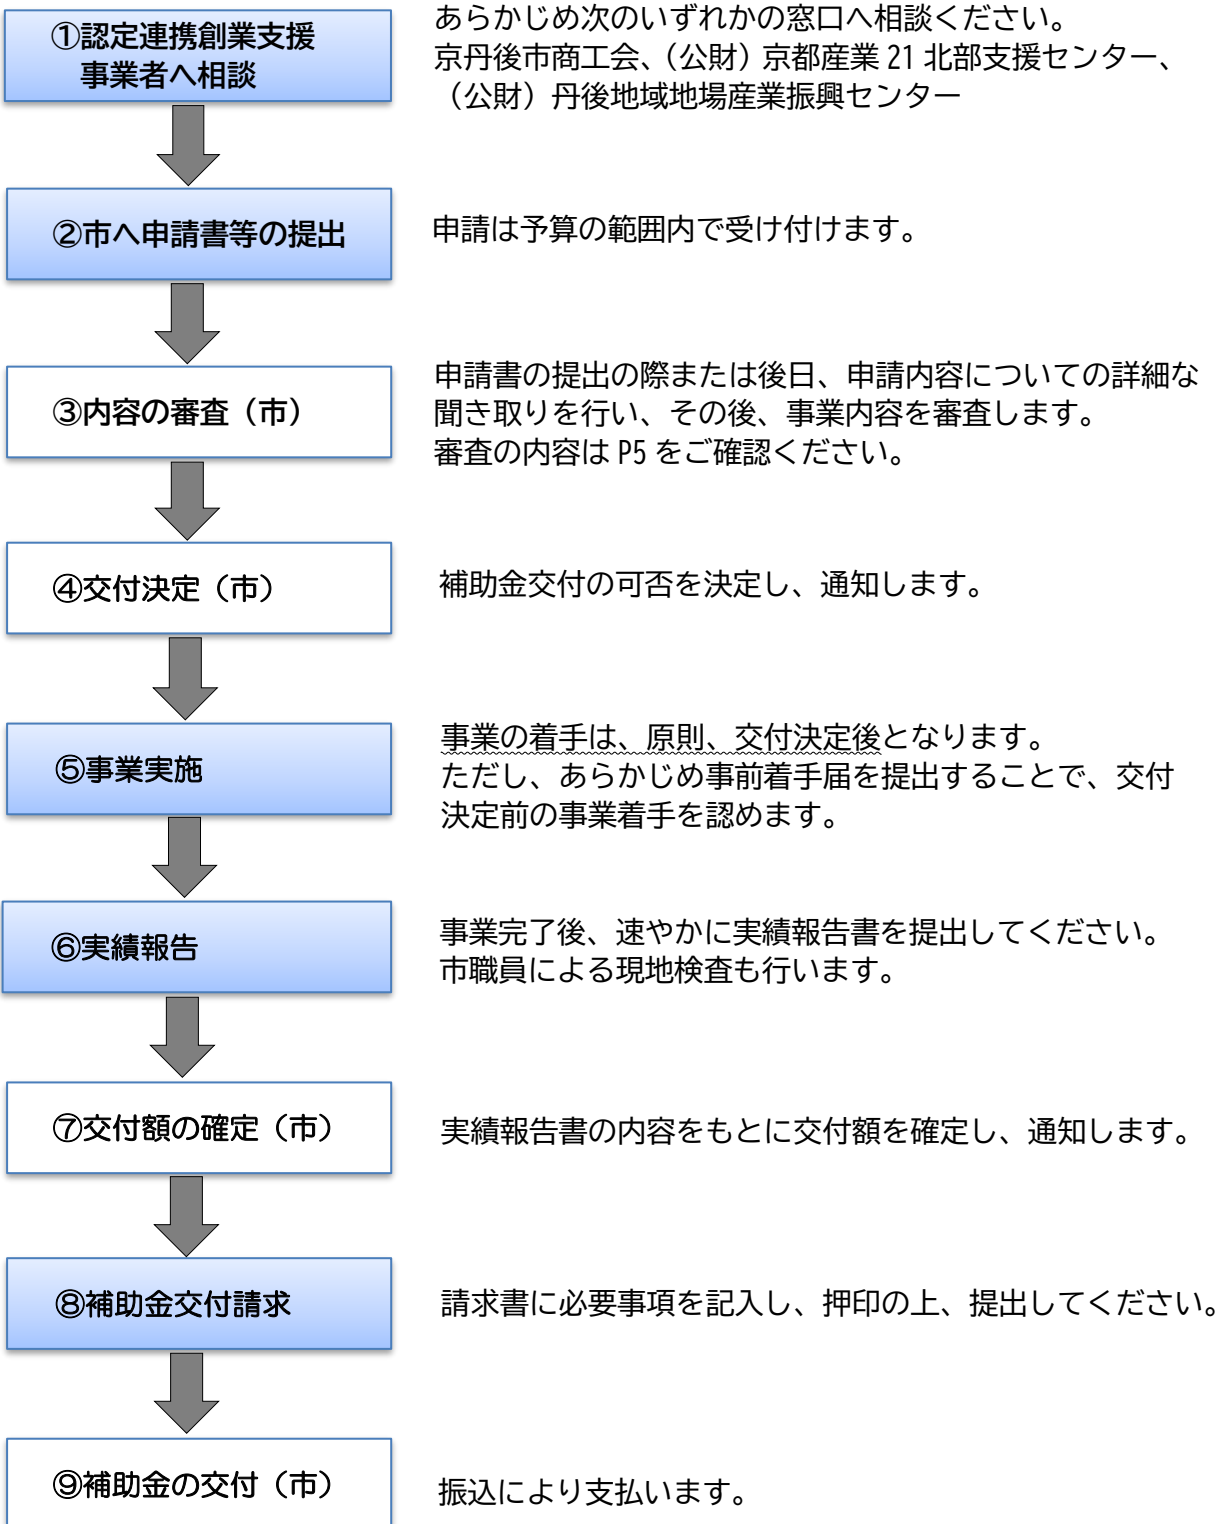 ①認定連携創業支援
事業者へ相談
あらかじめ次のいずれかの窓口へ相談ください。
京丹後市商工会、（公財）京都産業 21 北部支援センター、
（公財）丹後地域地場産業振興センター
②市へ申請書等の提出
申請は予算の範囲内で受け付けます。
③内容の審査（市）
申請書の提出の際または後日、申請内容についての詳細な
聞き取りを行い、その後、事業内容を審査します。
審査の内容は P5 をご確認ください。
④交付決定（市）
補助金交付の可否を決定し、通知します。
⑤事業実施
事業の着手は、原則、交付決定後となります。
ただし、あらかじめ事前着手届を提出することで、交付
決定前の事業着手を認めます。
⑥実績報告
事業完了後、速やかに実績報告書を提出してください。
市職員による現地検査も行います。
⑦交付額の確定（市）
実績報告書の内容をもとに交付額を確定し、通知します。
⑧補助金交付請求
請求書に必要事項を記入し、押印の上、提出してください。
⑨補助金の交付（市）
振込により支払います。